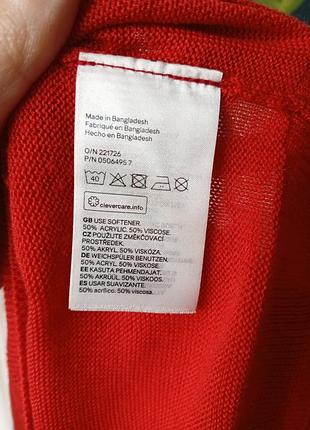 Made in Bangladesh
Fabriqué en Bangladesh
Hecho en Bangladesh
O/N 221726
P/N 0506495 7
40
clevercare.info
GB USE SOFTENER.
50% ACRYLIC. 50% VISCOSE.
CZ POUŽIJTE ZMĚKČOVACÍ
PROSTŘEDEK.
50% AKRYL. 50% VISKÓZA.
DE WEICHSPÜLER BENUTZEN.
50% ACRYL. 50% VISKOSE.
EE KASUTA PEHMENDAJAT.
50% AKRÜÜL. 50% VISKOOS.
ES USAR SUAVIZANTE.
50% acrílico. 50% viscosa.